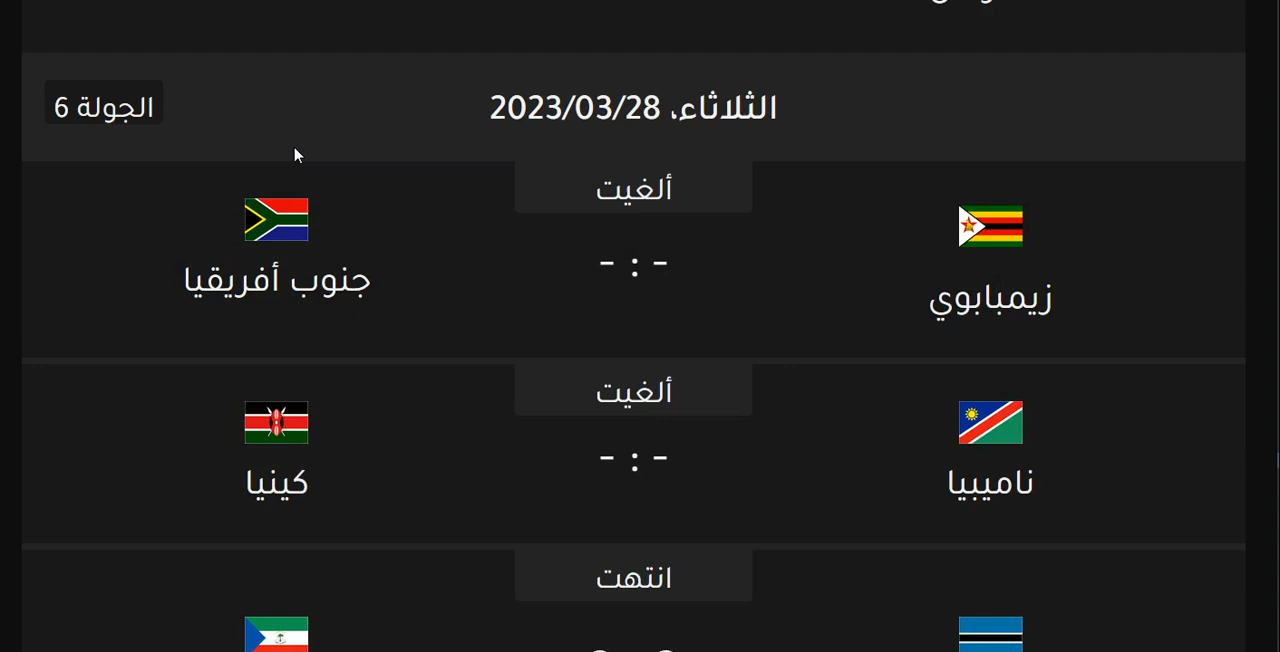 الثلاثاء، 2023/03/28
الجولة 6
ألغيت
زيمبابوي
- : -
جنوب أفريقيا
ألغيت
ناميبيا
- : -
كينيا
انتهت